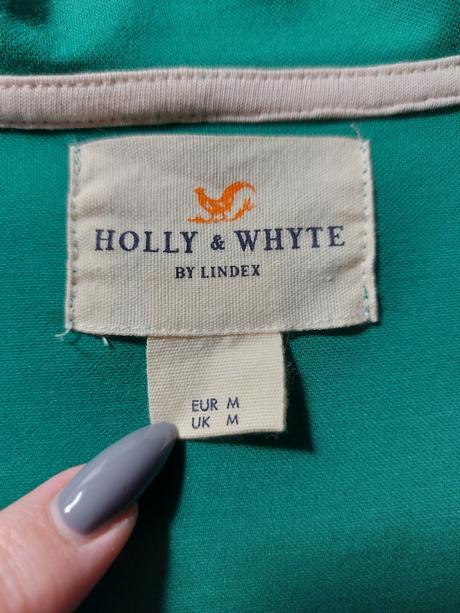 HOLLY & WHYTE
BY LINDEX
EUR M
UK M